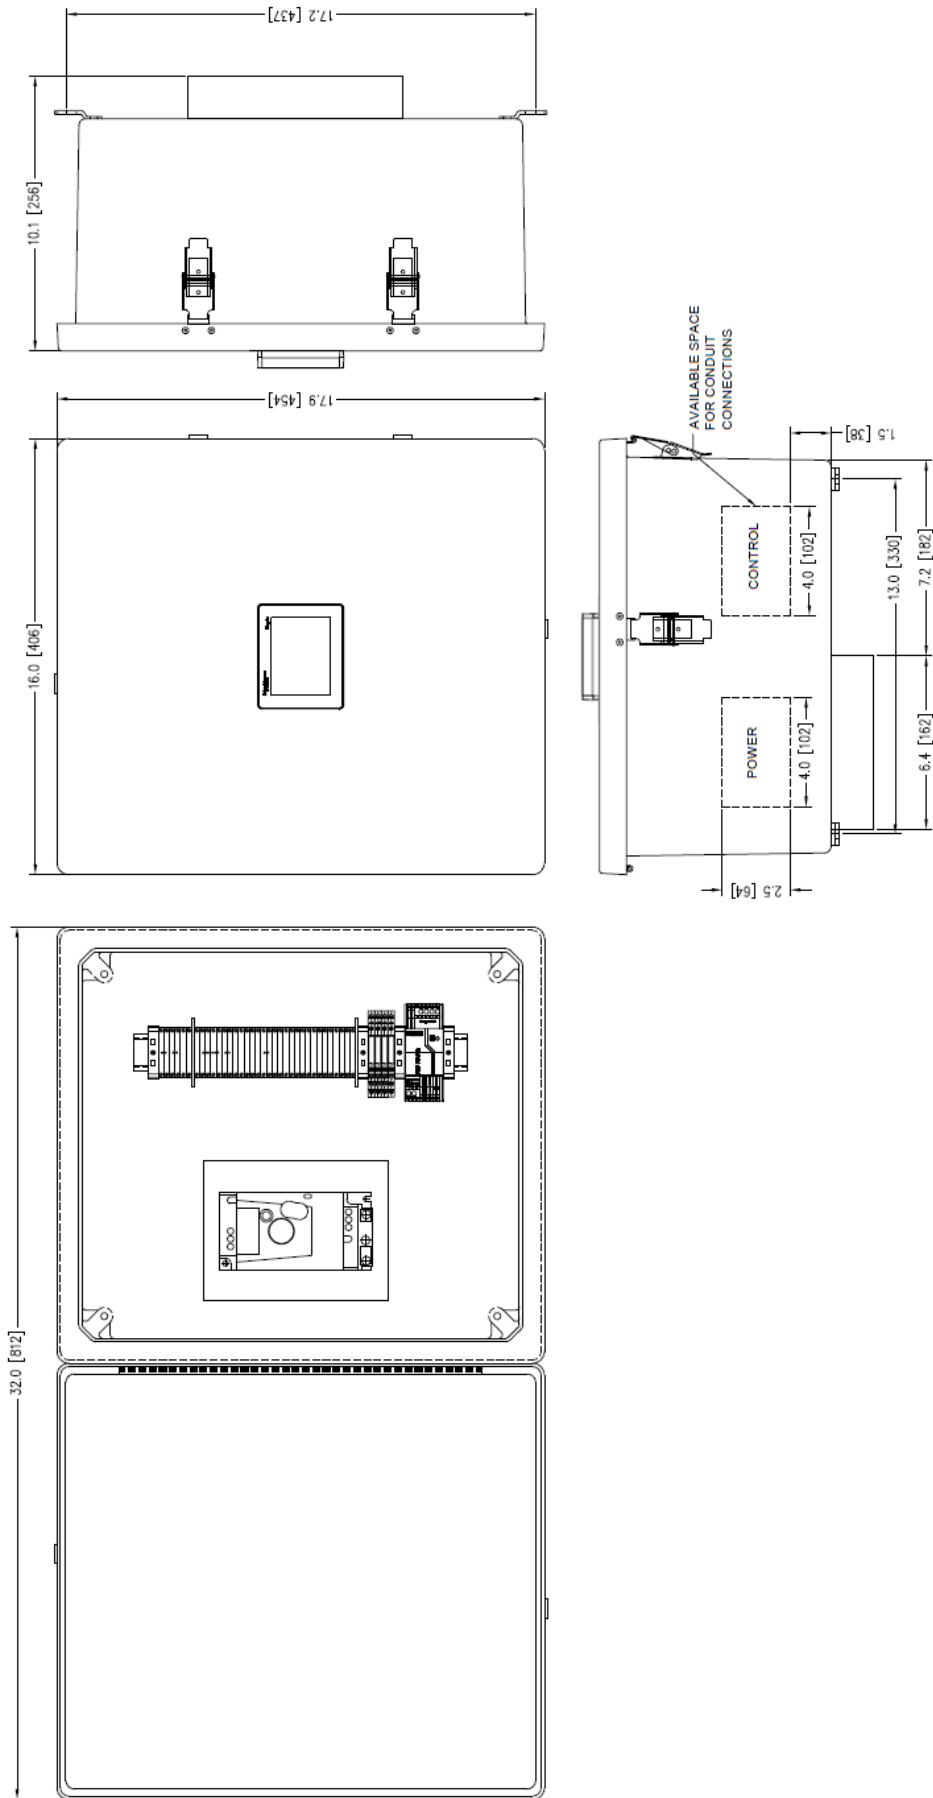 17.2 [437]
10.1 [256]
17.9 [454]
16.0 [406]
AVAILABLE SPACE
FOR CONDUIT
CONNECTIONS
1.5 [38]
CONTROL
4.0 [102]
13.0 [330]
7.2 [182]
POWER
4.0 [102]
6.4 [162]
2.5 [64]
32.0 [812]